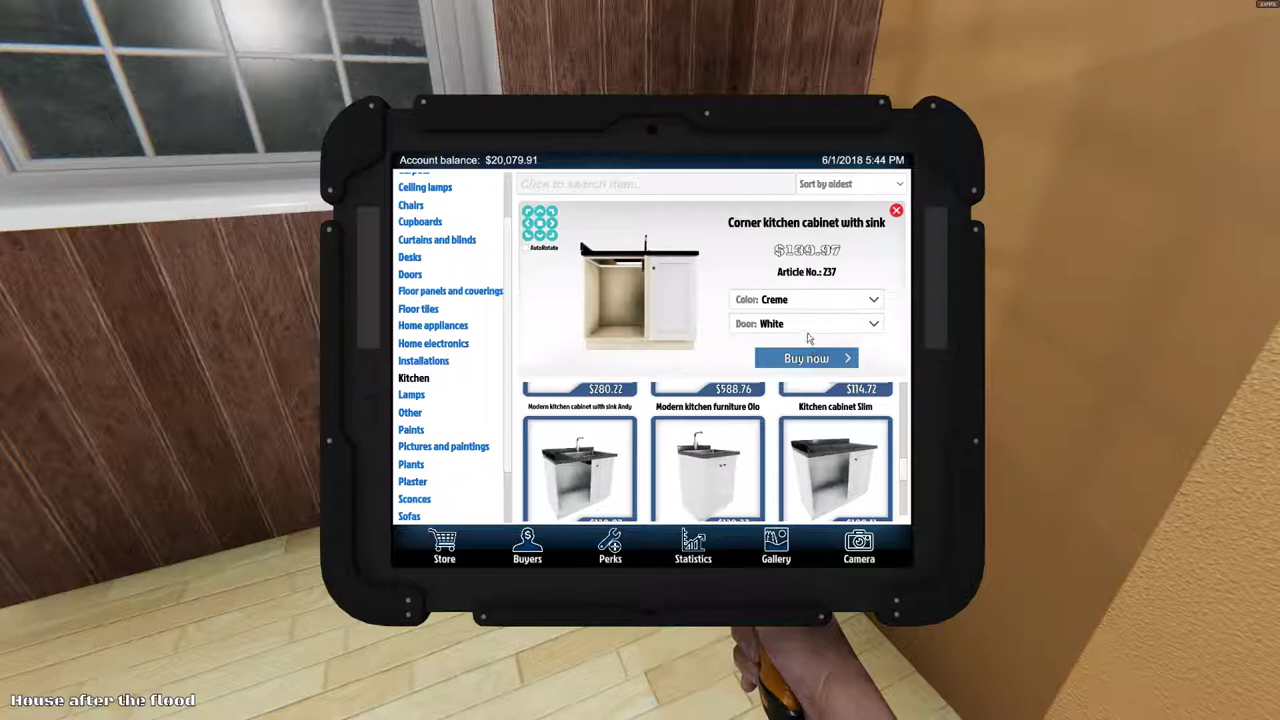 Account balance: $20,079.91
6/1/2018 5:44 PM
Ceiling lamps
Chairs
Cupboards
Curtains and blinds
Desks
Doors
Floor panels and coverings
Floor tiles
Home appliances
Home electronics
Installations
Kitchen
Lamps
Other
Paints
Pictures and paintings
Plants
Plaster
Sconces
Sofas
Click to search item..
Sort by oldest
AutoRotate
Corner kitchen cabinet with sink
$139.97
Article No.: 237
Color: Creme
Door: White
Buy now
$280.22
$588.76
$114.72
Modern kitchen cabinet with sink Andy
Modern kitchen furniture Olo
Kitchen cabinet Slim
Store
Buyers
Perks
Statistics
Gallery
Camera
House after the flood